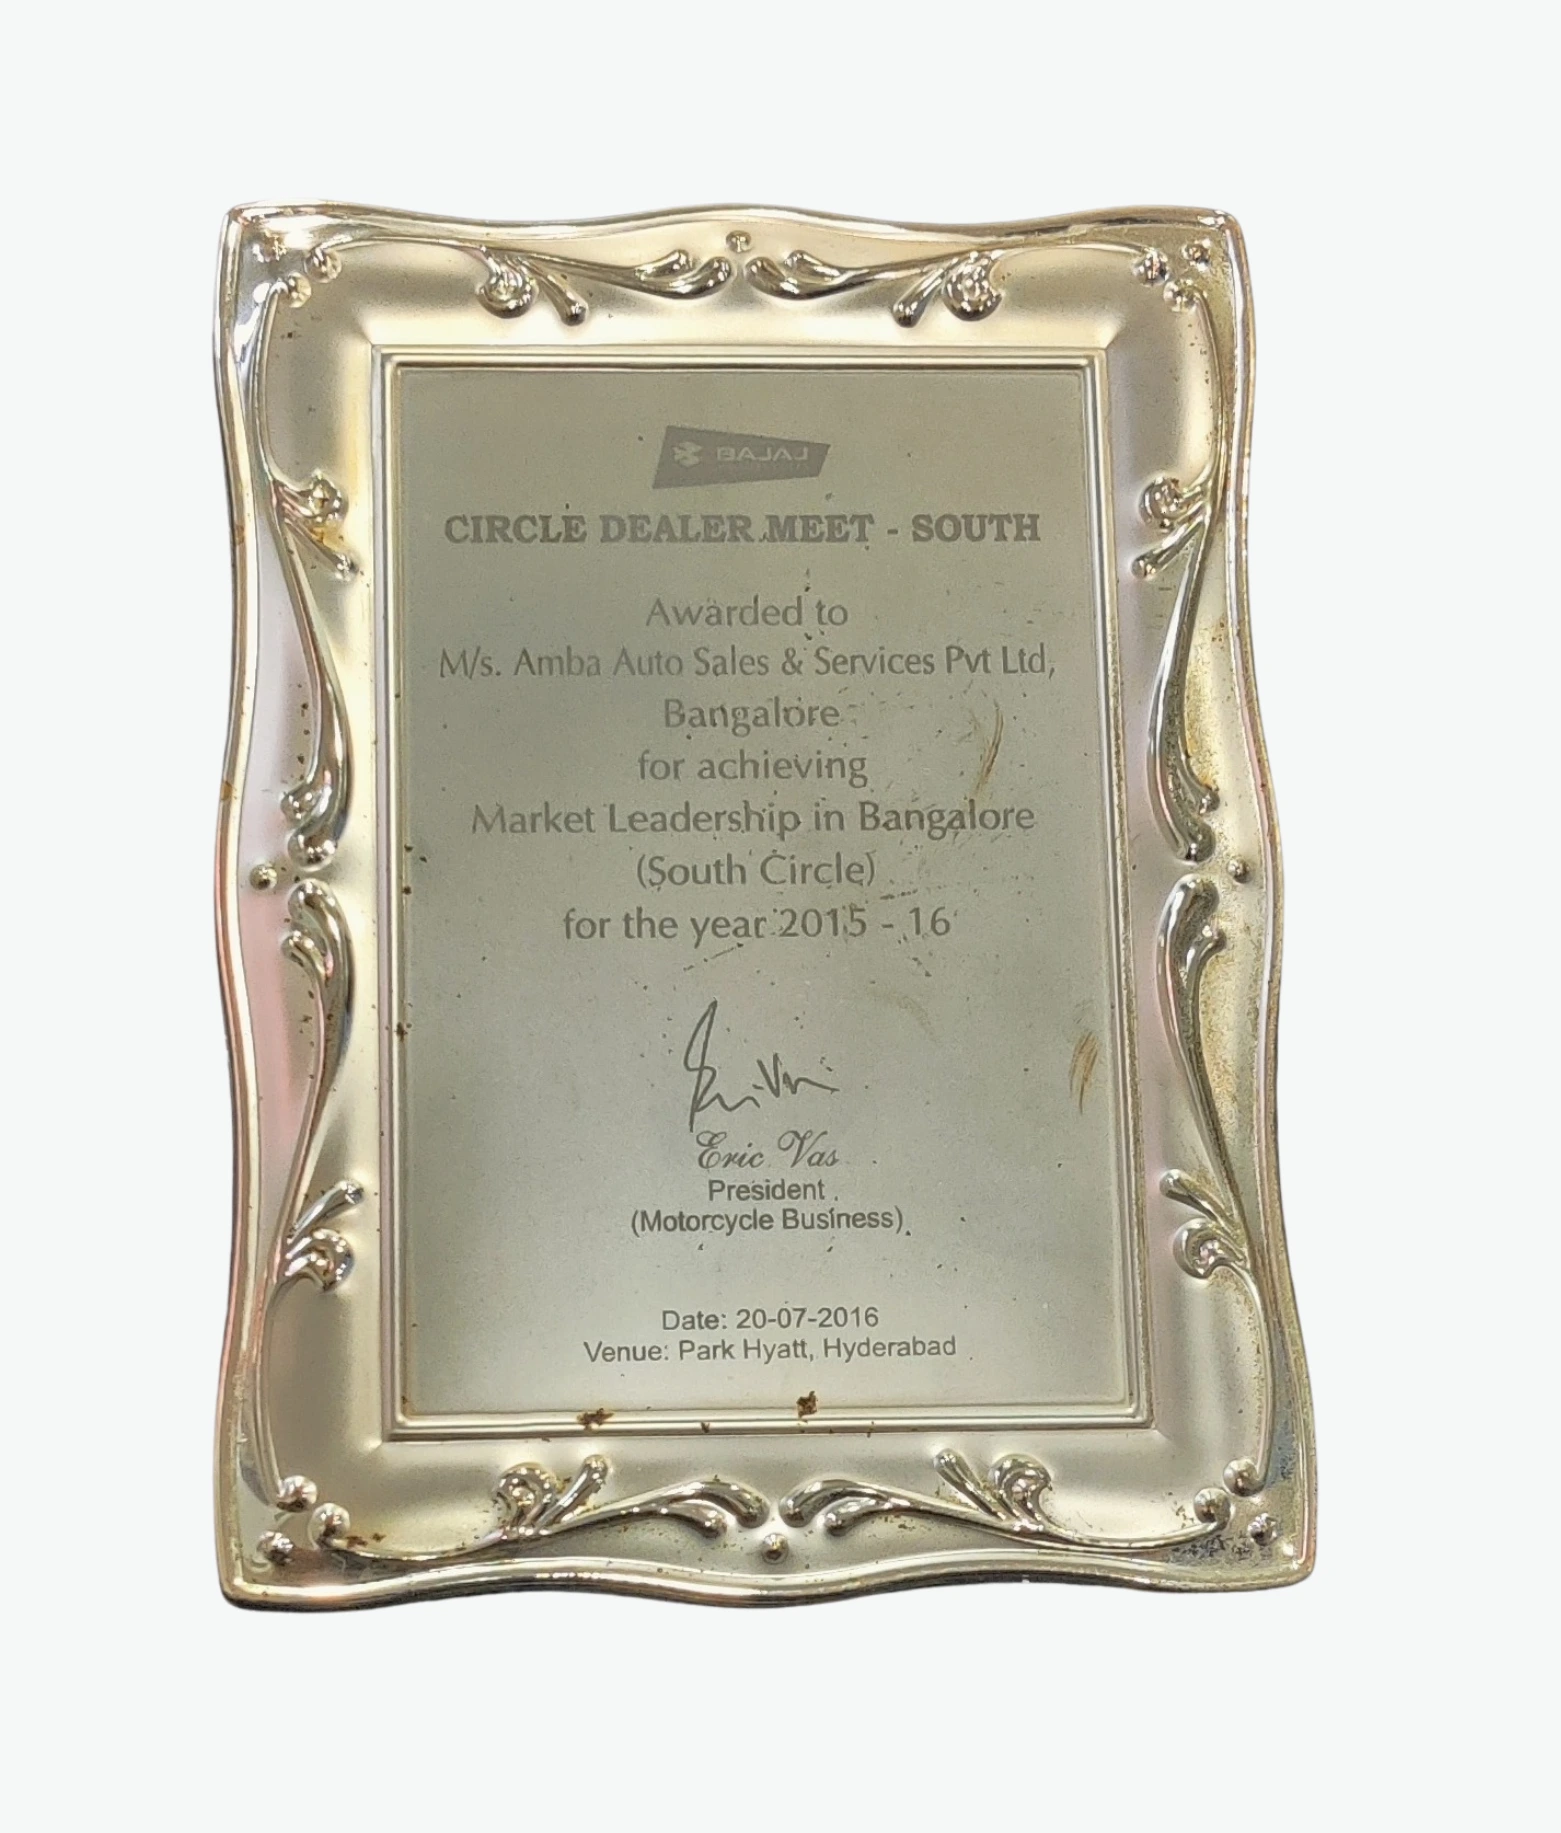 BAJAJ
CIRCLE DEALER MEET - SOUTH
Awarded to
M/s. Amba Auto Sales & Services Pvt Ltd,
Bangalore
for achieving
Market Leadership in Bangalore
(South Circle)
for the year 2015 - 16
Eric Vas
President
(Motorcycle Business)
Date: 20-07-2016
Venue: Park Hyatt, Hyderabad